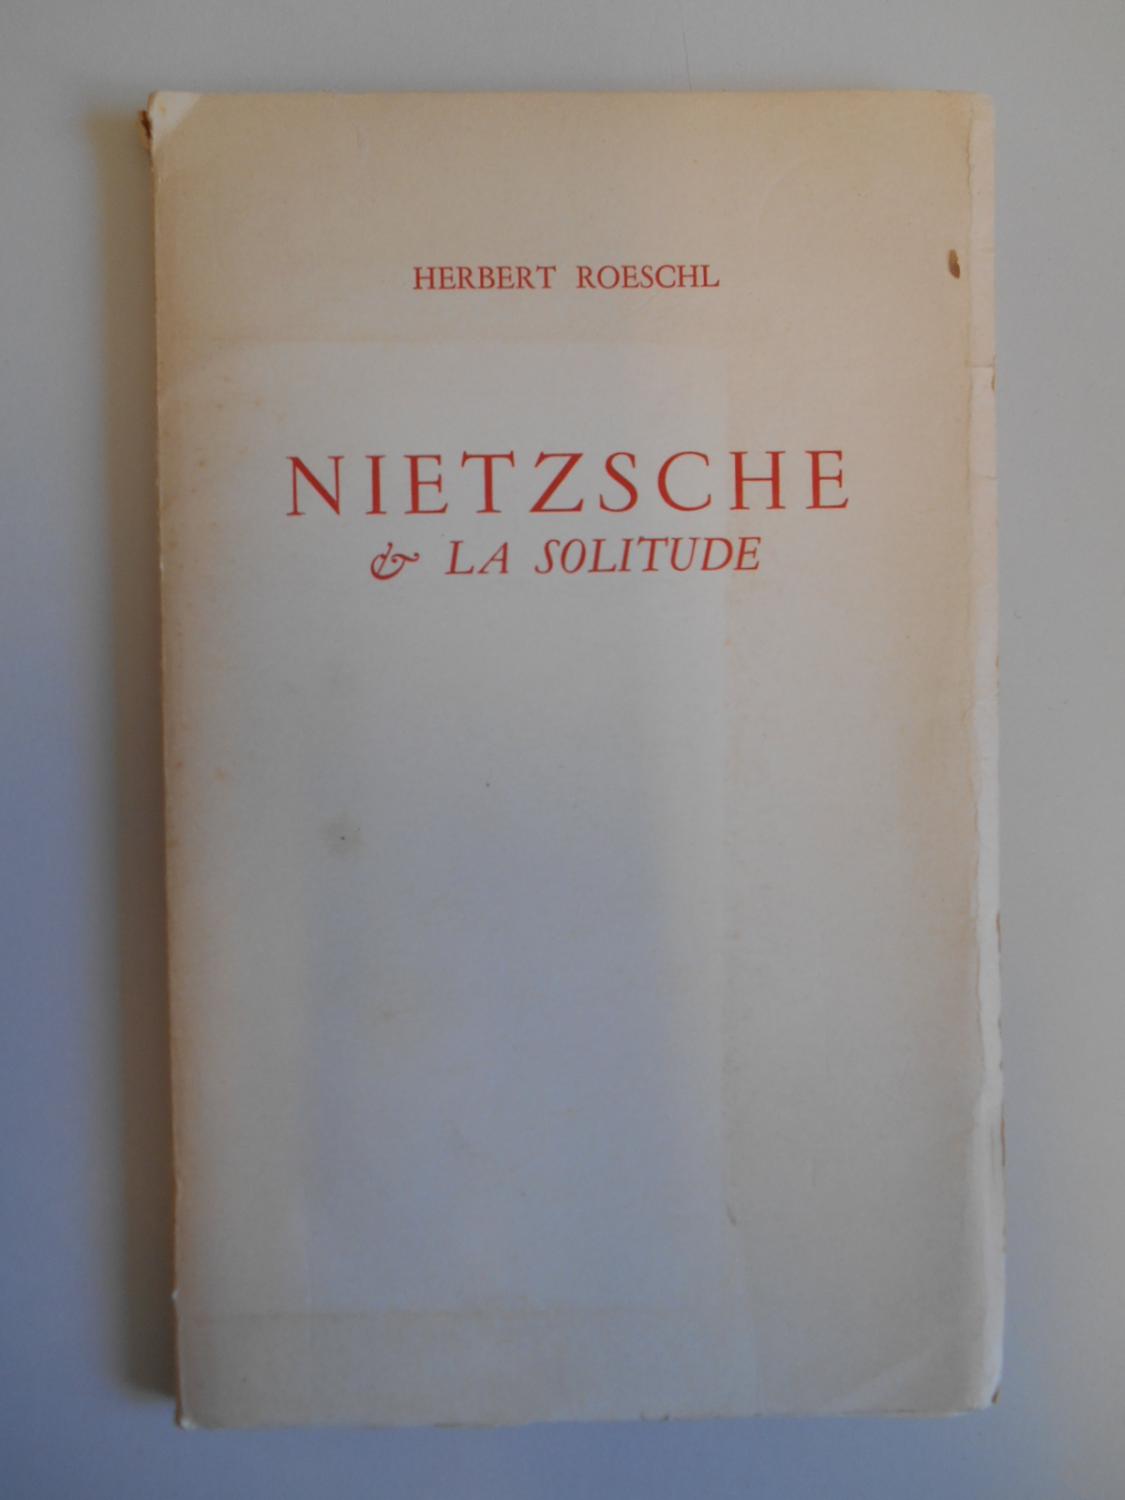 HERBERT ROESCHL
NIETZSCHE
& LA SOLITUDE